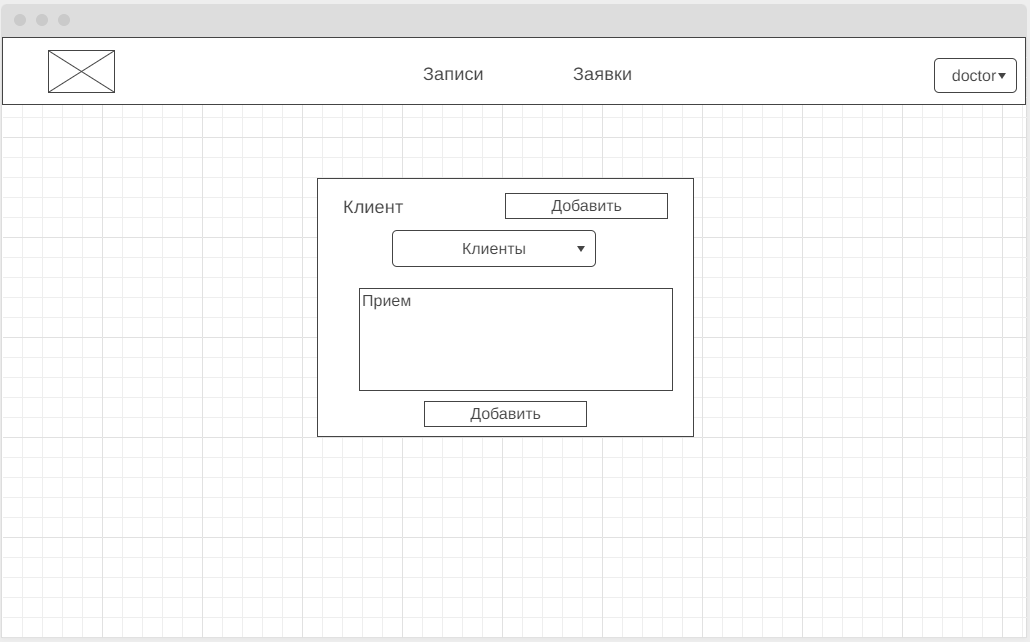 Записи
Заявки
doctor
Клиент
Добавить
Клиенты
Прием
Добавить